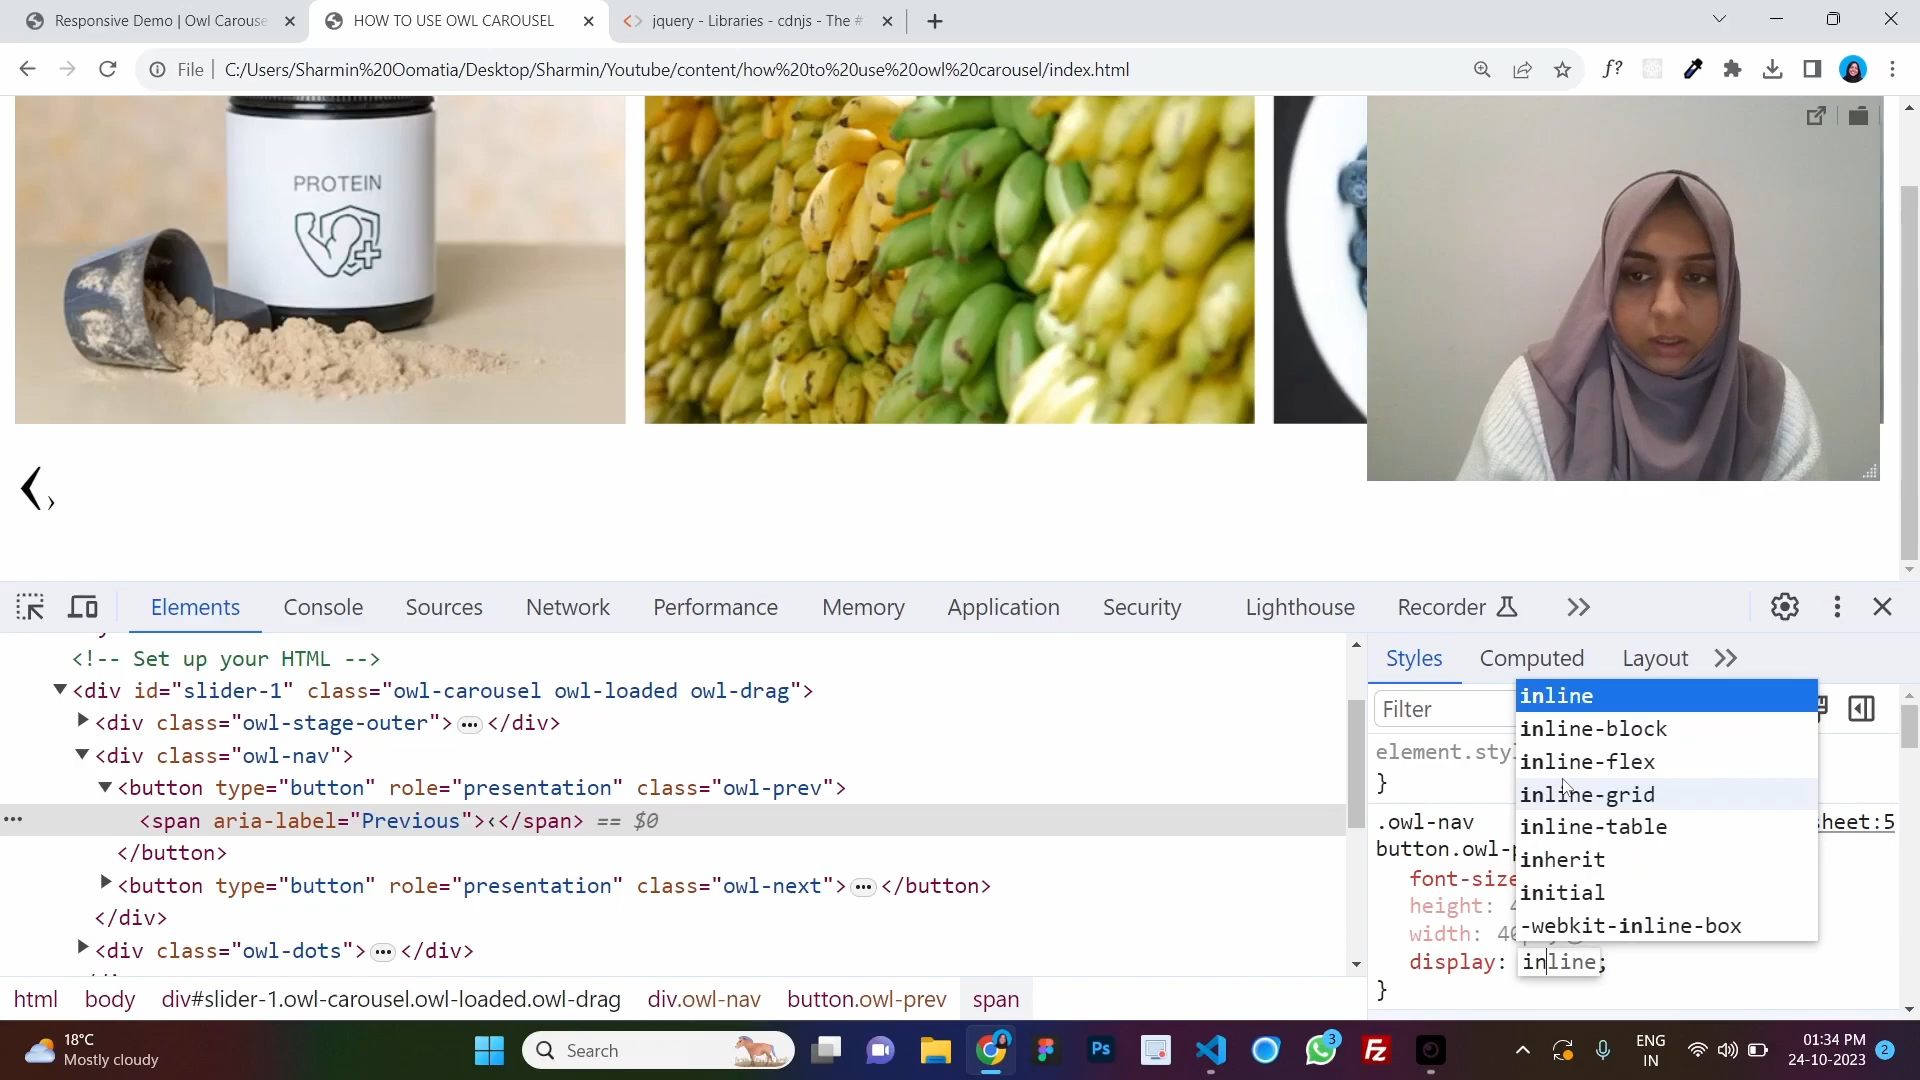 Responsive Demo | Owl Carouse
HOW TO USE OWL CAROUSEL
jquery - Libraries - cdnjs - The #
File
C:/Users/Sharmin%20Oomatia/Desktop/Sharmin/Youtube/content/how%20to%20use%20owl%20carousel/index.html
f?
PROTEIN
‹ ›
Elements Console Sources Network Performance Memory Application Security Lighthouse Recorder
<!-- Set up your HTML -->
<div id="slider-1" class="owl-carousel owl-loaded owl-drag">
<div class="owl-stage-outer"> ••• </div>
<div class="owl-nav">
<button type="button" role="presentation" class="owl-prev">
<span aria-label="Previous">‹</span> == $0
</button>
<button type="button" role="presentation" class="owl-next"> ••• </button>
</div>
<div class="owl-dots"> ••• </div>
html body div#slider-1.owl-carousel.owl-loaded.owl-drag div.owl-nav button.owl-prev span
Styles Computed Layout
Filter
element.sty
}
.owl-nav
heet:5
button.owl-p
font-size
height: 4
width: 40
display: inline;
}
inline
inline-block
inline-flex
inline-grid
inline-table
inherit
initial
-webkit-inline-box
18°C
Mostly cloudy
Search
Ps
3
Fz
ENG
IN
01:34 PM
24-10-2023
2